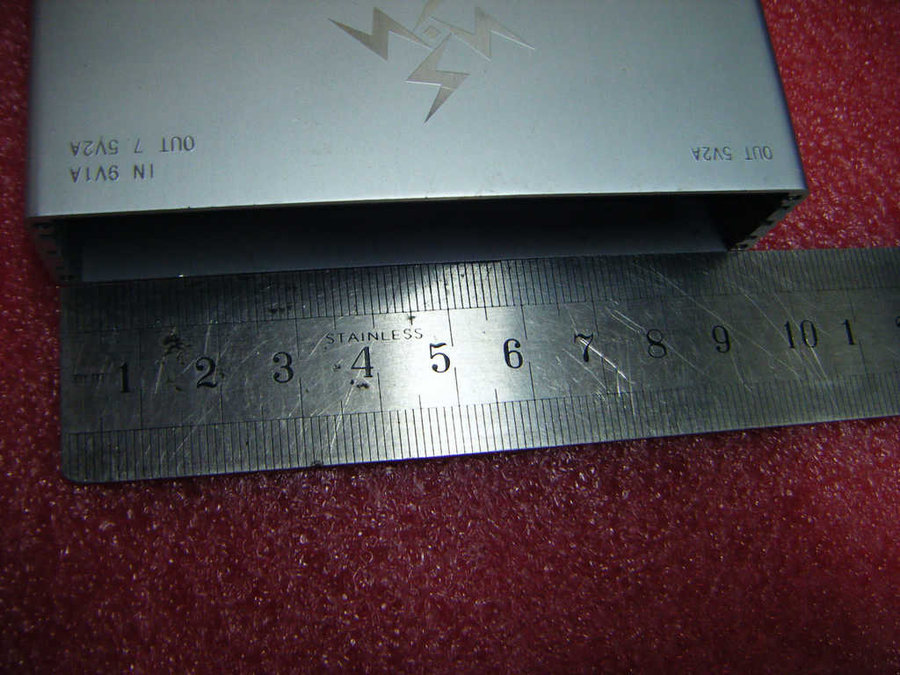 IN 9V1A
OUT 7.5V2A
OUT 5V2A
STAINLESS
1 2 3 4 5 6 7 8 9 10 1